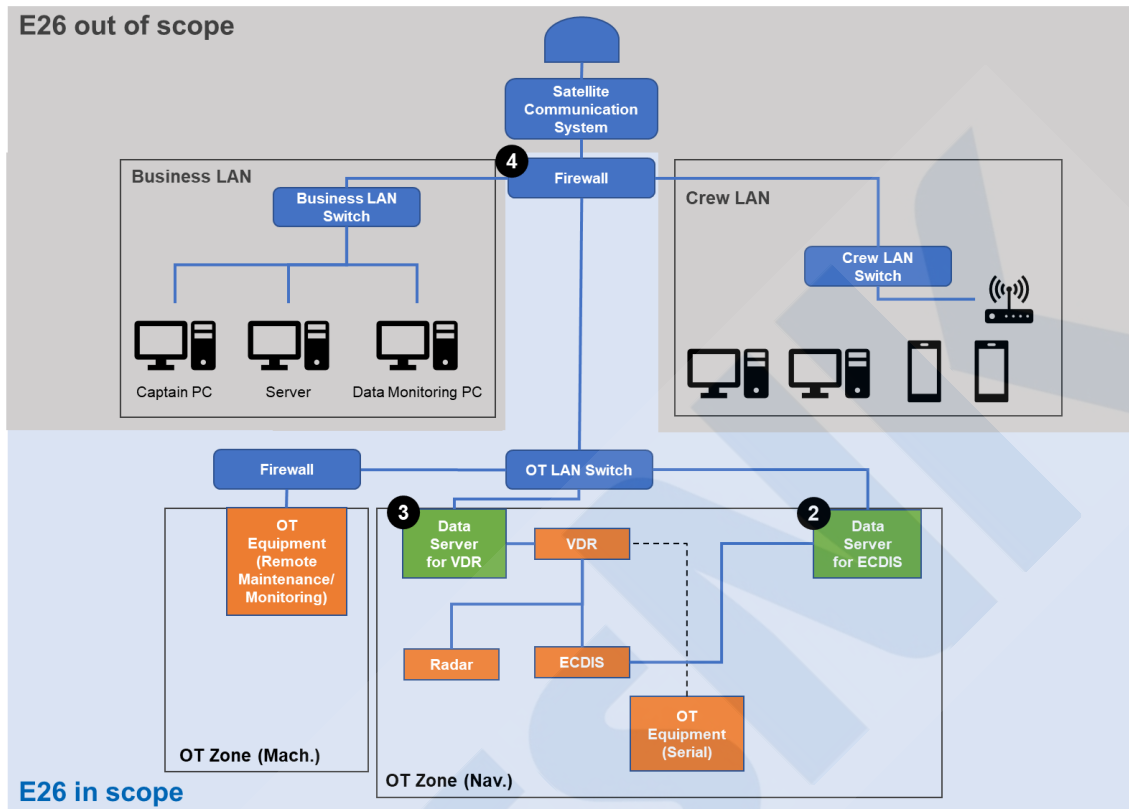 E26 out of scope
Satellite
Communication
System
4
Firewall
Business LAN
Business LAN
Switch
Captain PC
Server
Data Monitoring PC
Crew LAN
Crew LAN
Switch
Firewall
OT LAN Switch
OT
Equipment
(Remote
Maintenance/
Monitoring)
OT Zone (Mach.)
3
Data
Server
for VDR
VDR
2
Data
Server
for ECDIS
Radar
ECDIS
OT
Equipment
(Serial)
OT Zone (Nav.)
E26 in scope